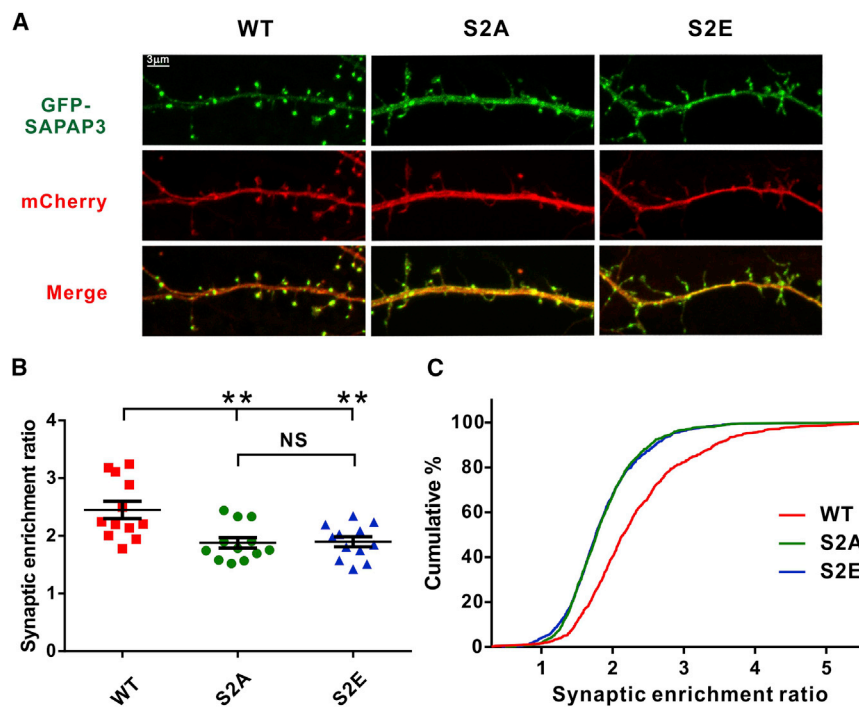 A
WT S2A S2E
3μm
GFP-
SAPAP3
mCherry
Merge
B
Synaptic enrichment ratio
4
3
2
1
0
** **
NS
WT S2A S2E
C
Cumulative %
100
80
60
40
20
0
WT
S2A
S2E
1 2 3 4 5
Synaptic enrichment ratio